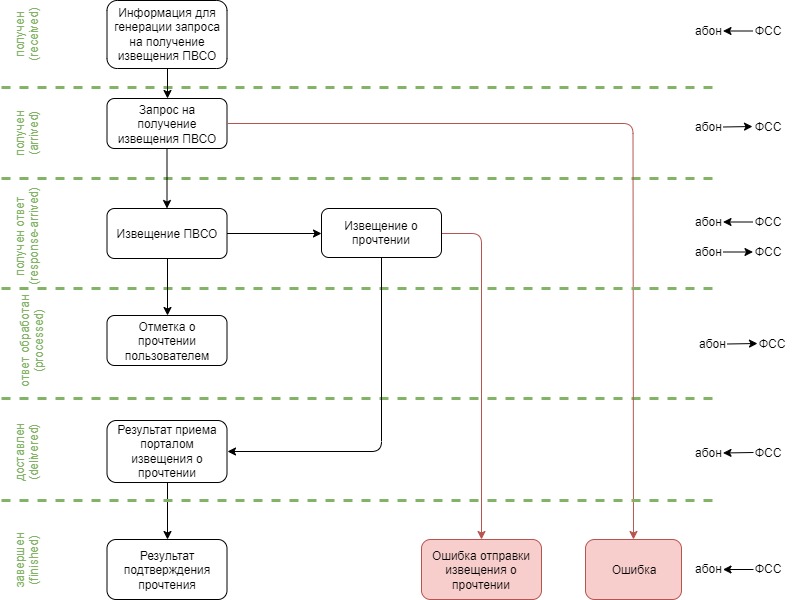 получен
(received)
Информация для
генерации запроса
на получение
извещения ПВСО
абон
ФСС
получен
(arrived)
Запрос на
получение
извещения ПВСО
абон
ФСС
получен ответ
(response-arrived)
Извещение ПВСО
Извещение о
прочтении
абон
ФСС
абон
ФСС
ответ обработан
(processed)
Отметка о
прочтении
пользователем
абон
ФСС
доставлен
(delivered)
Результат приема
порталом
извещения о
прочтении
абон
ФСС
завершен
(finished)
Результат
подтверждения
прочтения
Ошибка отправки
извещения о
прочтении
Ошибка
абон
ФСС